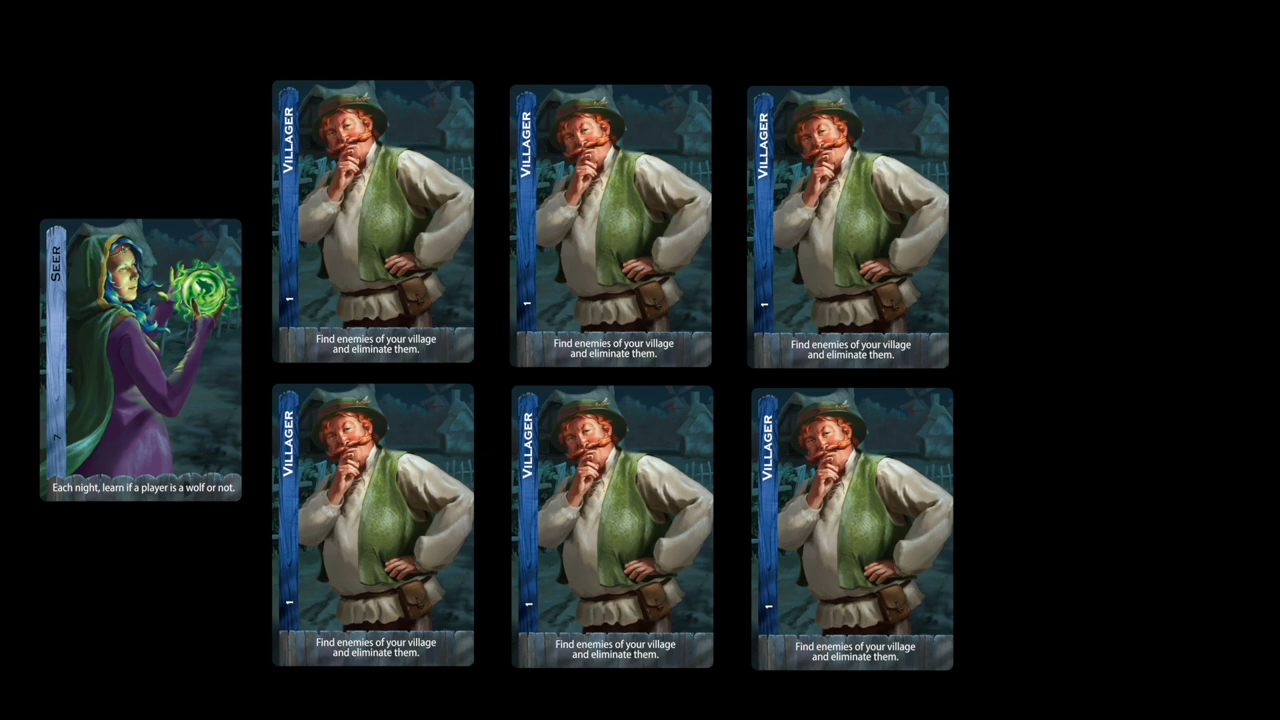 SEER
7
Each night, learn if a player is a wolf or not.
VILLAGER
1
Find enemies of your village
and eliminate them.
VILLAGER
1
Find enemies of your village
and eliminate them.
VILLAGER
1
Find enemies of your village
and eliminate them.
VILLAGER
1
Find enemies of your village
and eliminate them.
VILLAGER
1
Find enemies of your village
and eliminate them.
VILLAGER
1
Find enemies of your village
and eliminate them.